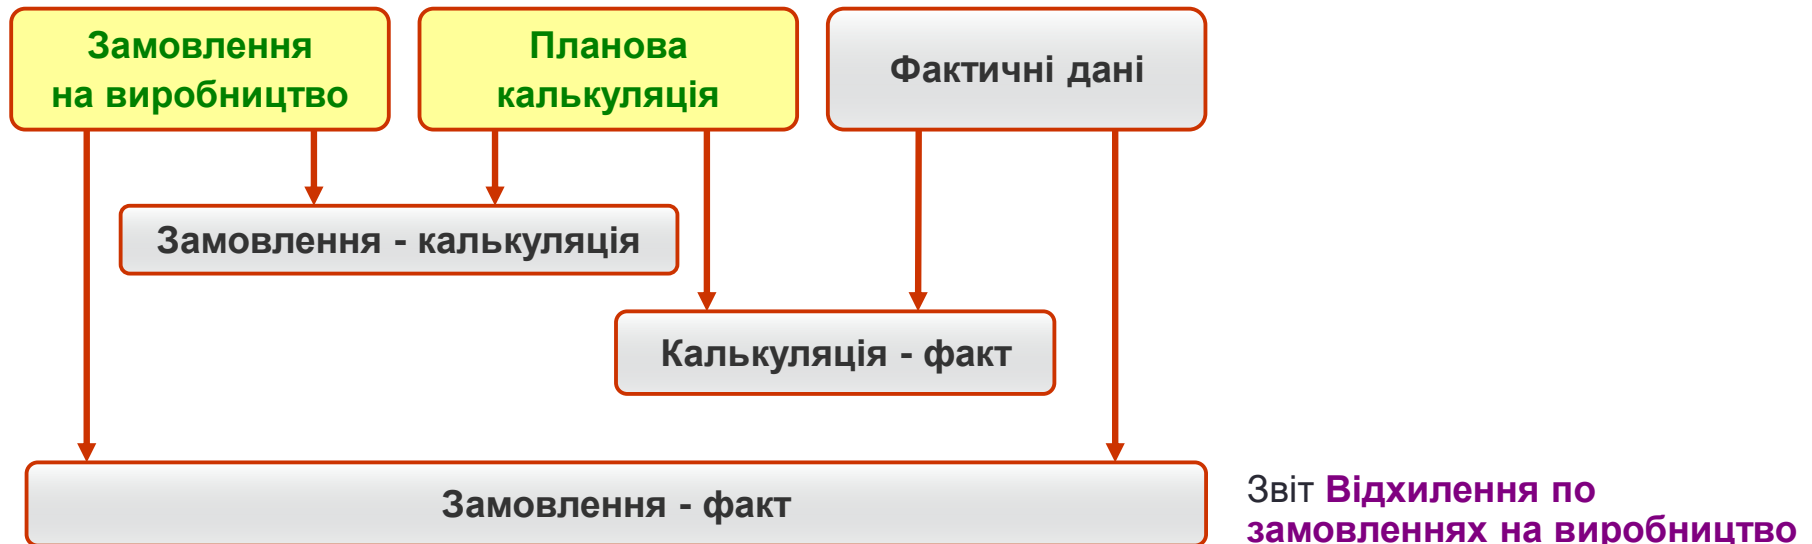 Замовлення
на виробництво
Планова
калькуляція
Фактичні дані
Замовлення - калькуляція
Калькуляція - факт
Замовлення - факт
Звіт Відхилення по
замовленнях на виробництво